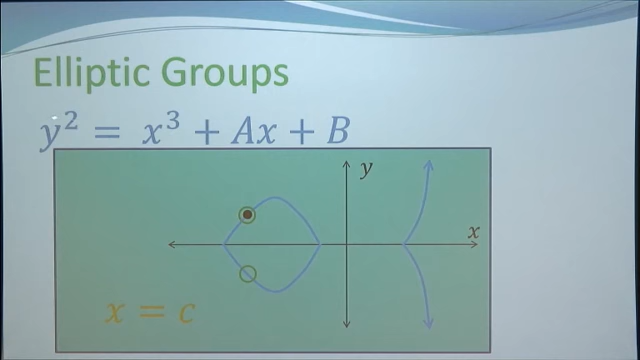 Elliptic Groups
y² = x³ + Ax + B
y
x
x = c